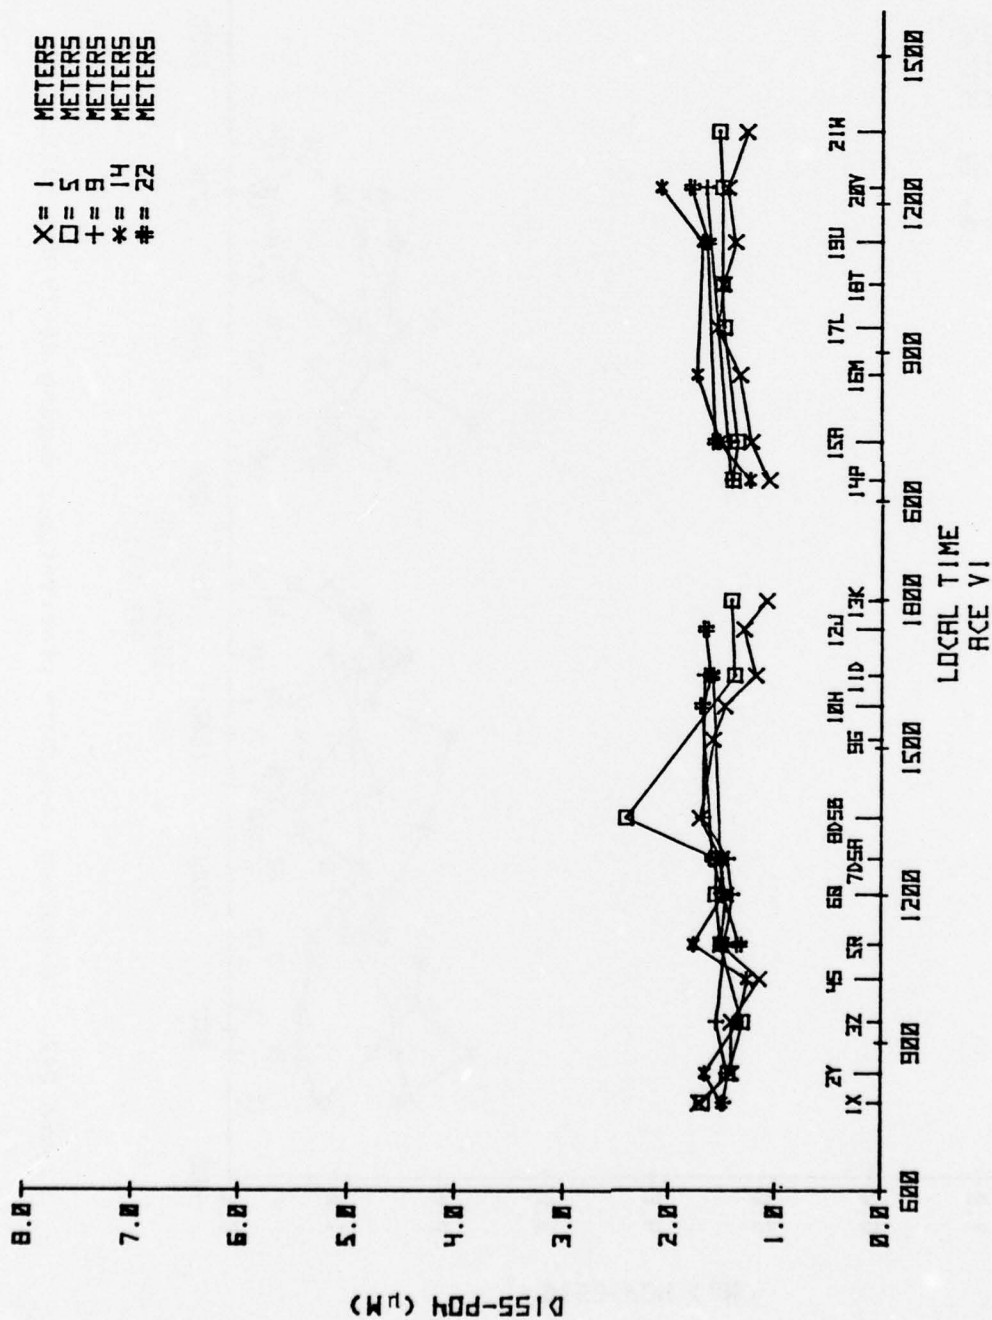 X = 1 METERS
□ = 5 METERS
+ = 9 METERS
* = 14 METERS
# = 22 METERS
DISS-PO4 (μM)
8.0
7.0
6.0
5.0
4.0
3.0
2.0
1.0
0.0
1X 2Y 3Z 4S 5R 6Q 7DSA 8DSB 9G 10H 11D 12J 13K 14P 15A 16M 17L 18T 19U 20V 21W
600 900 1200 1500 1800 600 900 1200 1500
LOCAL TIME
ACE VI